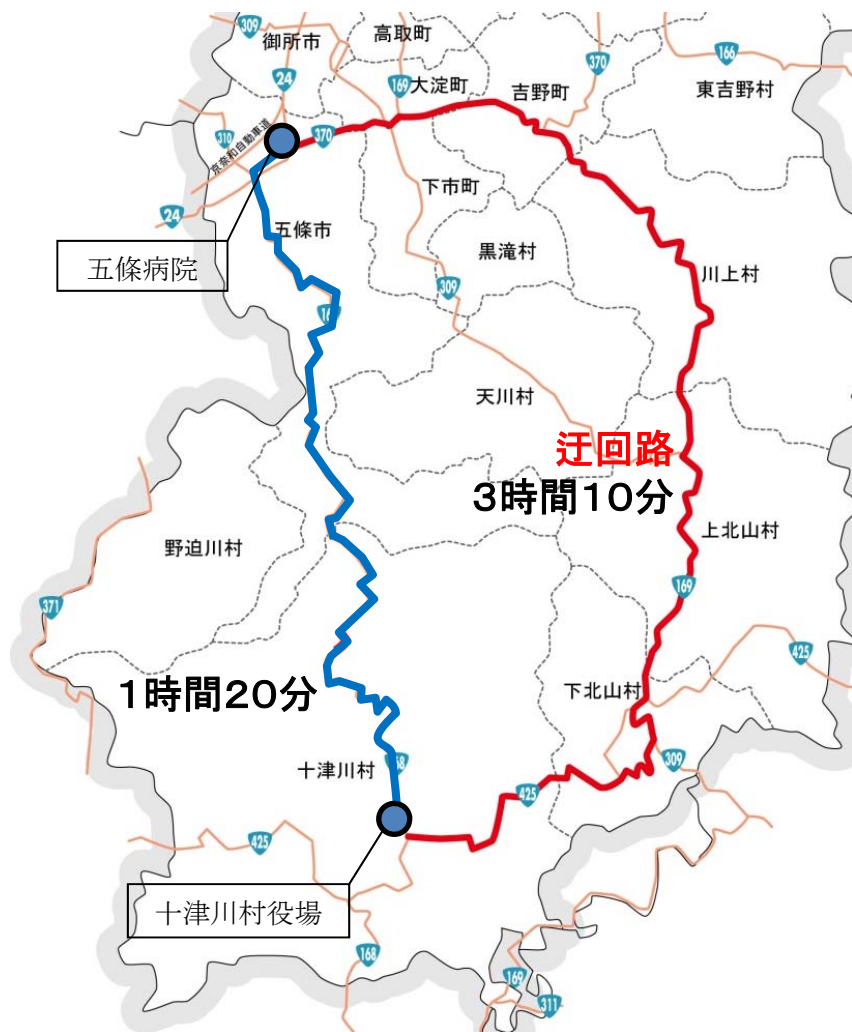 309
御所市
高取町
24
169
大淀町
吉野町
370
166
東吉野村
310
京奈和自動車道
370
下市町
24
五條市
黒滝村
五條病院
川上村
309
天川村
迂回路
3時間10分
上北山村
野迫川村
169
371
425
1時間20分
下北山村
十津川村
309
425
425
十津川村役場
168
169
311